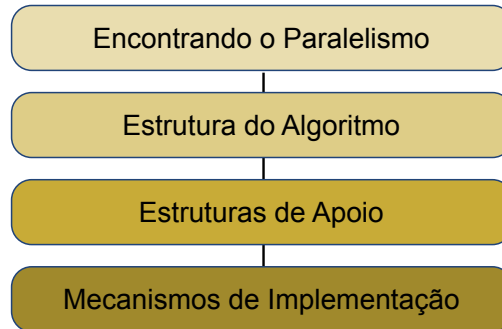 Encontrando o Paralelismo
Estrutura do Algoritmo
Estruturas de Apoio
Mecanismos de Implementação